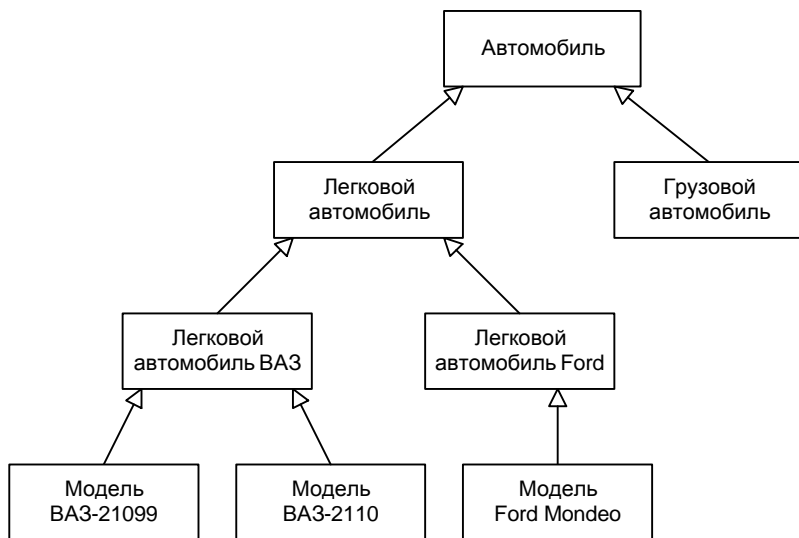 Автомобиль
Легковой
автомобиль
Грузовой
автомобиль
Легковой
автомобиль ВАЗ
Легковой
автомобиль Ford
Модель
ВАЗ-21099
Модель
ВАЗ-2110
Модель
Ford Mondeo